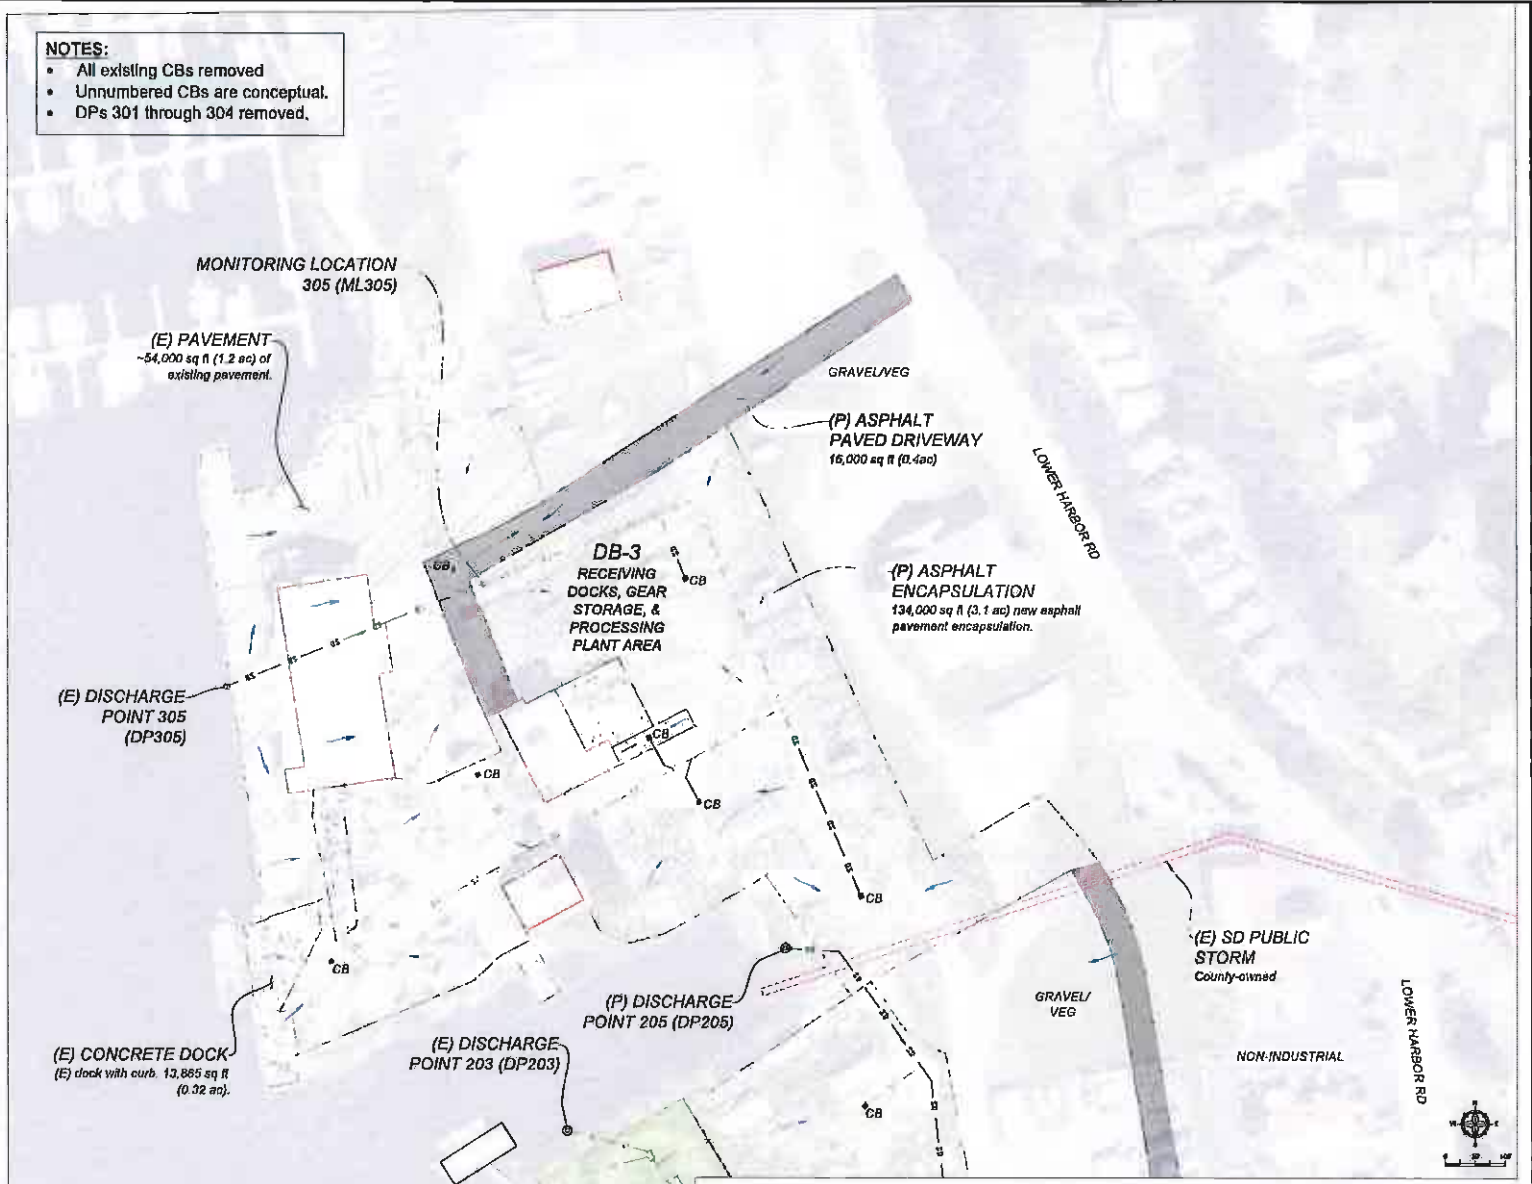 NOTES:
• All existing CBs removed
• Unnumbered CBs are conceptual.
• DPs 301 through 304 removed.
MONITORING LOCATION
305 (ML305)
(E) PAVEMENT
~54,000 sq ft (1.2 ac) of
existing pavement.
GRAVEL/VEG
(P) ASPHALT
PAVED DRIVEWAY
16,000 sq ft (0.4ac)
LOWER HARBOR RD
CB
DB-3
RECEIVING
DOCKS, GEAR
STORAGE, &
PROCESSING
PLANT AREA
CB
(P) ASPHALT
ENCAPSULATION
134,000 sq ft (3.1 ac) new asphalt
pavement encapsulation.
(E) DISCHARGE
POINT 305
(DP305)
SD
SD
SD
SD
CB
CB
CB
CB
CB
(E) SD PUBLIC
STORM
County-owned
(P) DISCHARGE
POINT 205 (DP205)
GRAVEL/
VEG
LOWER HARBOR RD
(E) CONCRETE DOCK
(E) dock with curb. 13,865 sq ft
(0.32 ac).
(E) DISCHARGE
POINT 203 (DP203)
NON-INDUSTRIAL
CB